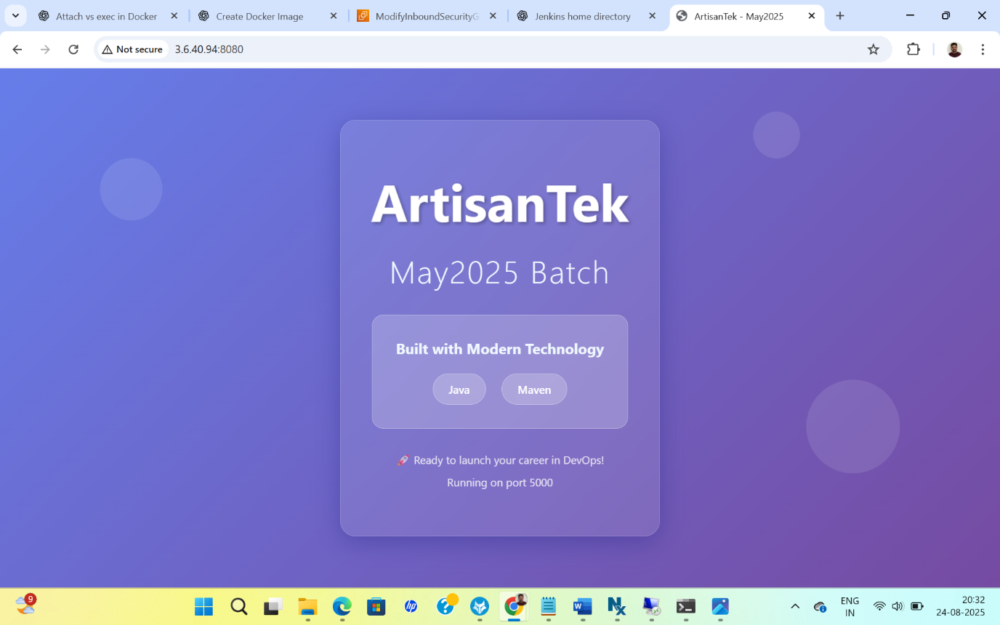 Attach vs exec in Docker
Create Docker Image
ModifyInboundSecurityG
Jenkins home directory
ArtisanTek - May2025
Not secure
3.6.40.94:8080
ArtisanTek
May2025 Batch
Built with Modern Technology
Java
Maven
🚀 Ready to launch your career in DevOps!
Running on port 5000
9
hp
W
ENG
IN
20:32
24-08-2025